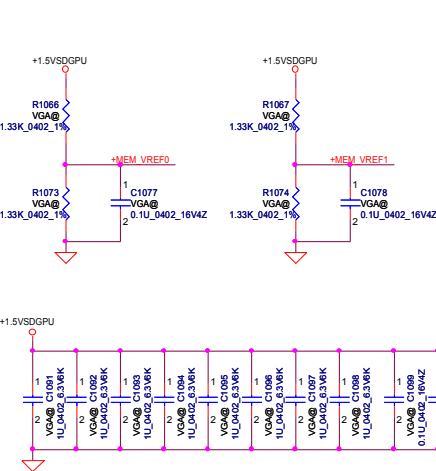 +1.5VSDGPU
R1066
VGA@
1.33K_0402_1%
+MEM_VREF0
R1073
VGA@
1.33K_0402_1%
1
C1077
VGA@
0.1U_0402_16V4Z
2
+1.5VSDGPU
R1067
VGA@
1.33K_0402_1%
+MEM_VREF1
R1074
VGA@
1.33K_0402_1%
1
C1078
VGA@
0.1U_0402_16V4Z
2
+1.5VSDGPU
1
2
VGA@ C1091
1U_0402_6.3V6K
1
2
VGA@ C1092
1U_0402_6.3V6K
1
2
VGA@ C1093
1U_0402_6.3V6K
1
2
VGA@ C1094
1U_0402_6.3V6K
1
2
VGA@ C1095
1U_0402_6.3V6K
1
2
VGA@ C1096
1U_0402_6.3V6K
1
2
VGA@ C1097
1U_0402_6.3V6K
1
2
VGA@ C1098
1U_0402_6.3V6K
1
2
VGA@ C1099
0.1U_0402_16V4Z